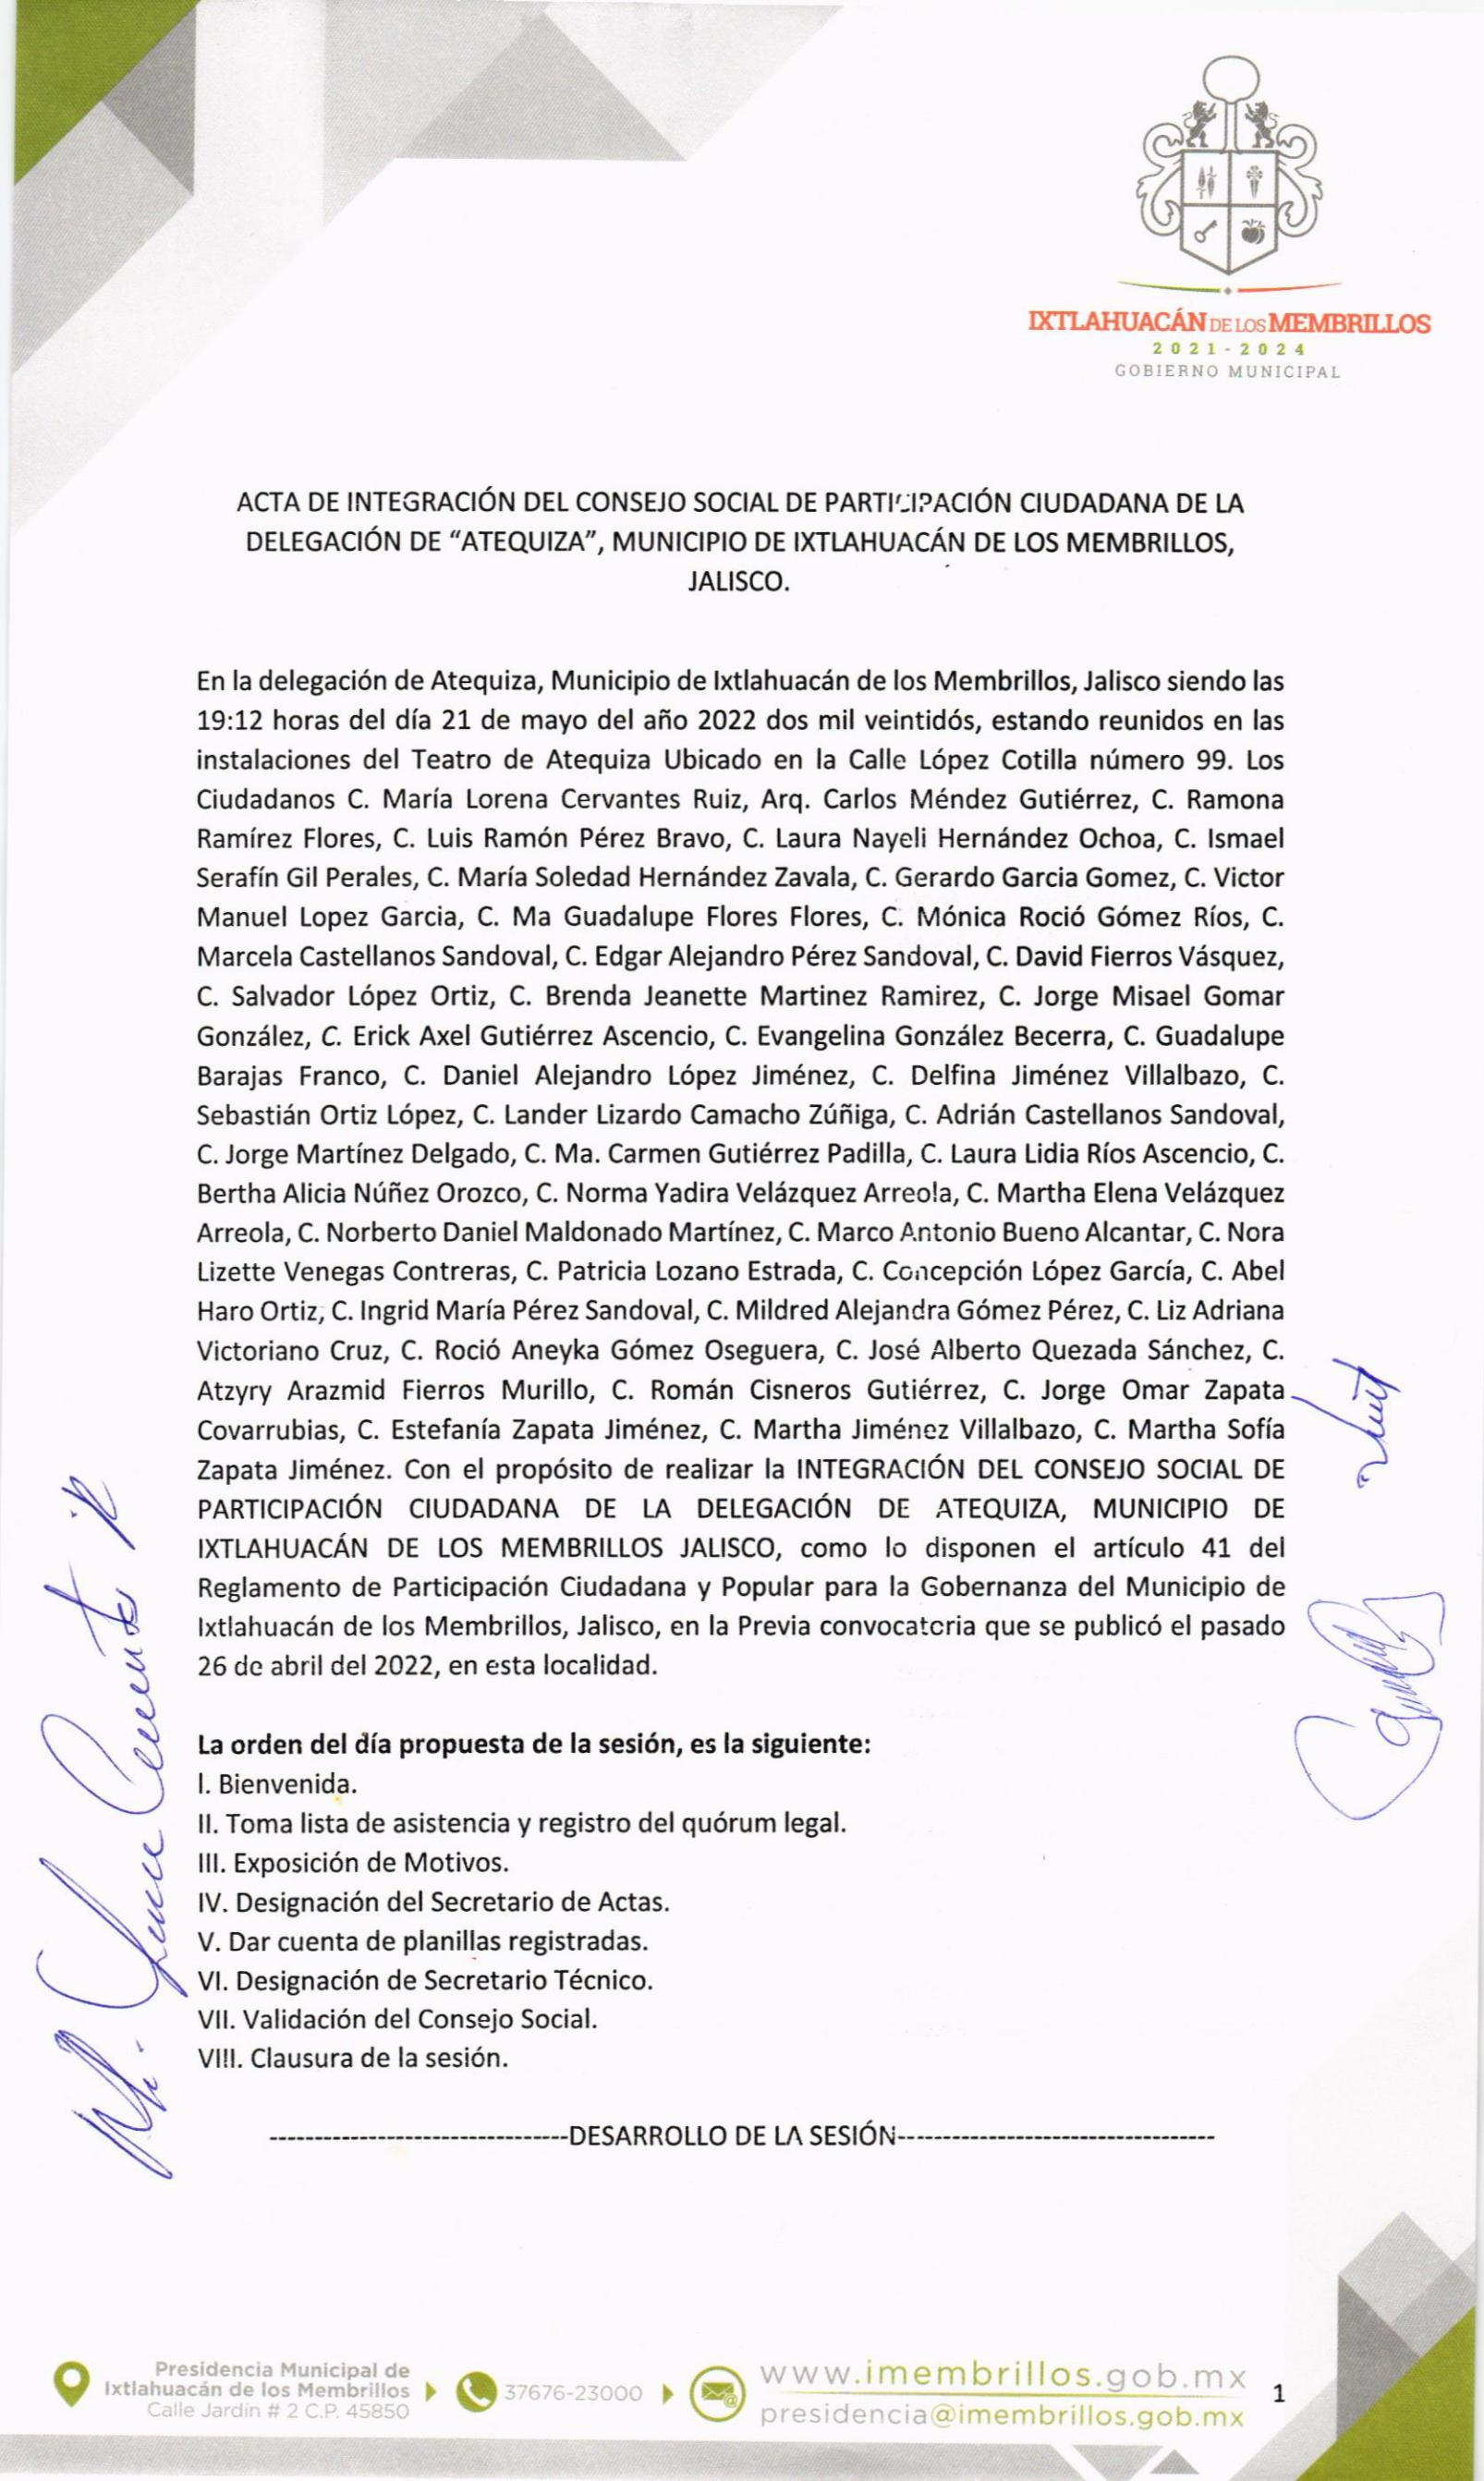 IXTLAHUACÁN DE LOS MEMBRILLOS
2021-2024
GOBIERNO MUNICIPAL
ACTA DE INTEGRACIÓN DEL CONSEJO SOCIAL DE PARTICIPACIÓN CIUDADANA DE LA
DELEGACIÓN DE “ATEQUIZA”, MUNICIPIO DE IXTLAHUACÁN DE LOS MEMBRILLOS,
JALISCO.
En la delegación de Atequiza, Municipio de Ixtlahuacán de los Membrillos, Jalisco siendo las
19:12 horas del día 21 de mayo del año 2022 dos mil veintidós, estando reunidos en las
instalaciones del Teatro de Atequiza Ubicado en la Calle López Cotilla número 99. Los
Ciudadanos C. María Lorena Cervantes Ruiz, Arq. Carlos Méndez Gutiérrez, C. Ramona
Ramírez Flores, C. Luis Ramón Pérez Bravo, C. Laura Nayeli Hernández Ochoa, C. Ismael
Serafín Gil Perales, C. María Soledad Hernández Zavala, C. Gerardo Garcia Gomez, C. Victor
Manuel Lopez Garcia, C. Ma Guadalupe Flores Flores, C. Mónica Roció Gómez Ríos, C.
Marcela Castellanos Sandoval, C. Edgar Alejandro Pérez Sandoval, C. David Fierros Vásquez,
C. Salvador López Ortiz, C. Brenda Jeanette Martinez Ramirez, C. Jorge Misael Gomar
González, C. Erick Axel Gutiérrez Ascencio, C. Evangelina González Becerra, C. Guadalupe
Barajas Franco, C. Daniel Alejandro López Jiménez, C. Delfina Jiménez Villalbazo, C.
Sebastián Ortiz López, C. Lander Lizardo Camacho Zúñiga, C. Adrián Castellanos Sandoval,
C. Jorge Martínez Delgado, C. Ma. Carmen Gutiérrez Padilla, C. Laura Lidia Ríos Ascencio, C.
Bertha Alicia Núñez Orozco, C. Norma Yadira Velázquez Arreola, C. Martha Elena Velázquez
Arreola, C. Norberto Daniel Maldonado Martínez, C. Marco Antonio Bueno Alcantar, C. Nora
Lizette Venegas Contreras, C. Patricia Lozano Estrada, C. Concepción López García, C. Abel
Haro Ortiz, C. Ingrid María Pérez Sandoval, C. Mildred Alejandra Gómez Pérez, C. Liz Adriana
Victoriano Cruz, C. Roció Aneyka Gómez Oseguera, C. José Alberto Quezada Sánchez, C.
Atzyry Arazmid Fierros Murillo, C. Román Cisneros Gutiérrez, C. Jorge Omar Zapata
Covarrubias, C. Estefanía Zapata Jiménez, C. Martha Jiménez Villalbazo, C. Martha Sofía
Zapata Jiménez. Con el propósito de realizar la INTEGRACIÓN DEL CONSEJO SOCIAL DE
PARTICIPACIÓN CIUDADANA DE LA DELEGACIÓN DE ATEQUIZA, MUNICIPIO DE
IXTLAHUACÁN DE LOS MEMBRILLOS JALISCO, como lo disponen el artículo 41 del
Reglamento de Participación Ciudadana y Popular para la Gobernanza del Municipio de
Ixtlahuacán de los Membrillos, Jalisco, en la Previa convocatoria que se publicó el pasado
26 de abril del 2022, en esta localidad.
La orden del día propuesta de la sesión, es la siguiente:
I. Bienvenida.
II. Toma lista de asistencia y registro del quórum legal.
III. Exposición de Motivos.
IV. Designación del Secretario de Actas.
V. Dar cuenta de planillas registradas.
VI. Designación de Secretario Técnico.
VII. Validación del Consejo Social.
VIII. Clausura de la sesión.
---------------------------------DESARROLLO DE LA SESIÓN-----------------------------------
Presidencia Municipal de
Ixtlahuacán de los Membrillos
Calle Jardín # 2 C.P. 45850
37676-23000
www.imembrillos.gob.mx
presidencia@imembrillos.gob.mx
1